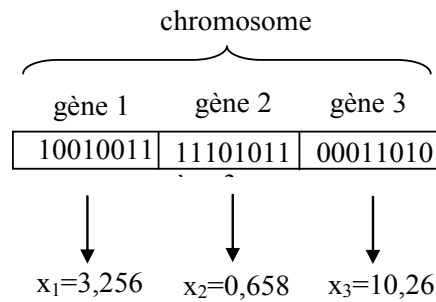 chromosome
gène 1 gène 2 gène 3
10010011 11101011 00011010
x₁=3,256 x₂=0,658 x₃=10,26